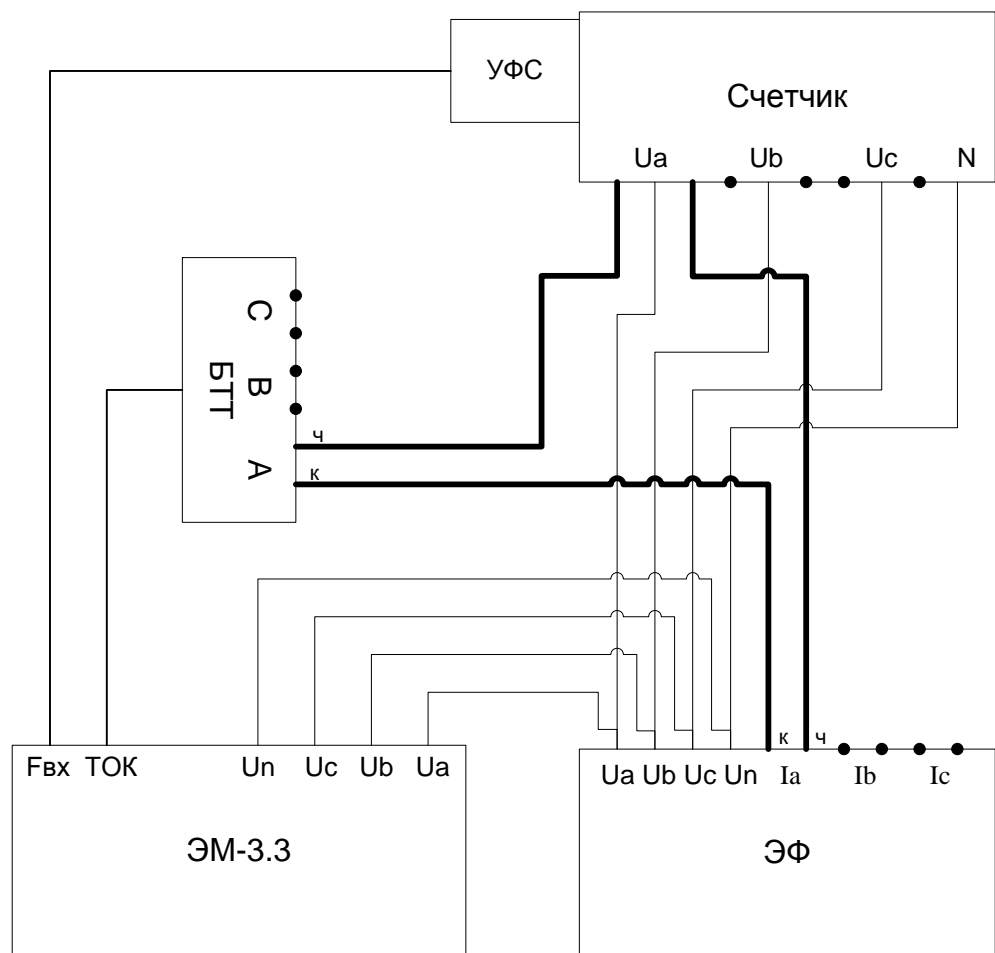 УФС
Счетчик
Ua Ub Uc N
С
В
БТТ
А
ч
к
к ч
Fвх ТОК Un Uc Ub Ua
Ua Ub Uc Un Ia Ib Ic
ЭМ-3.3
ЭФ